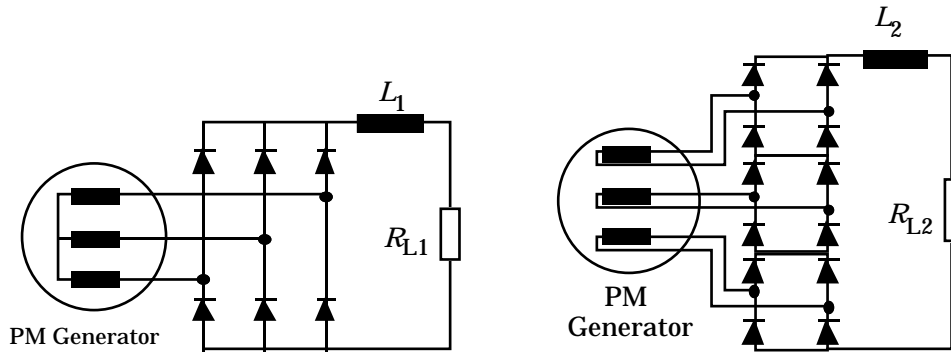 L1
RL1
PM Generator
L2
RL2
PM
Generator